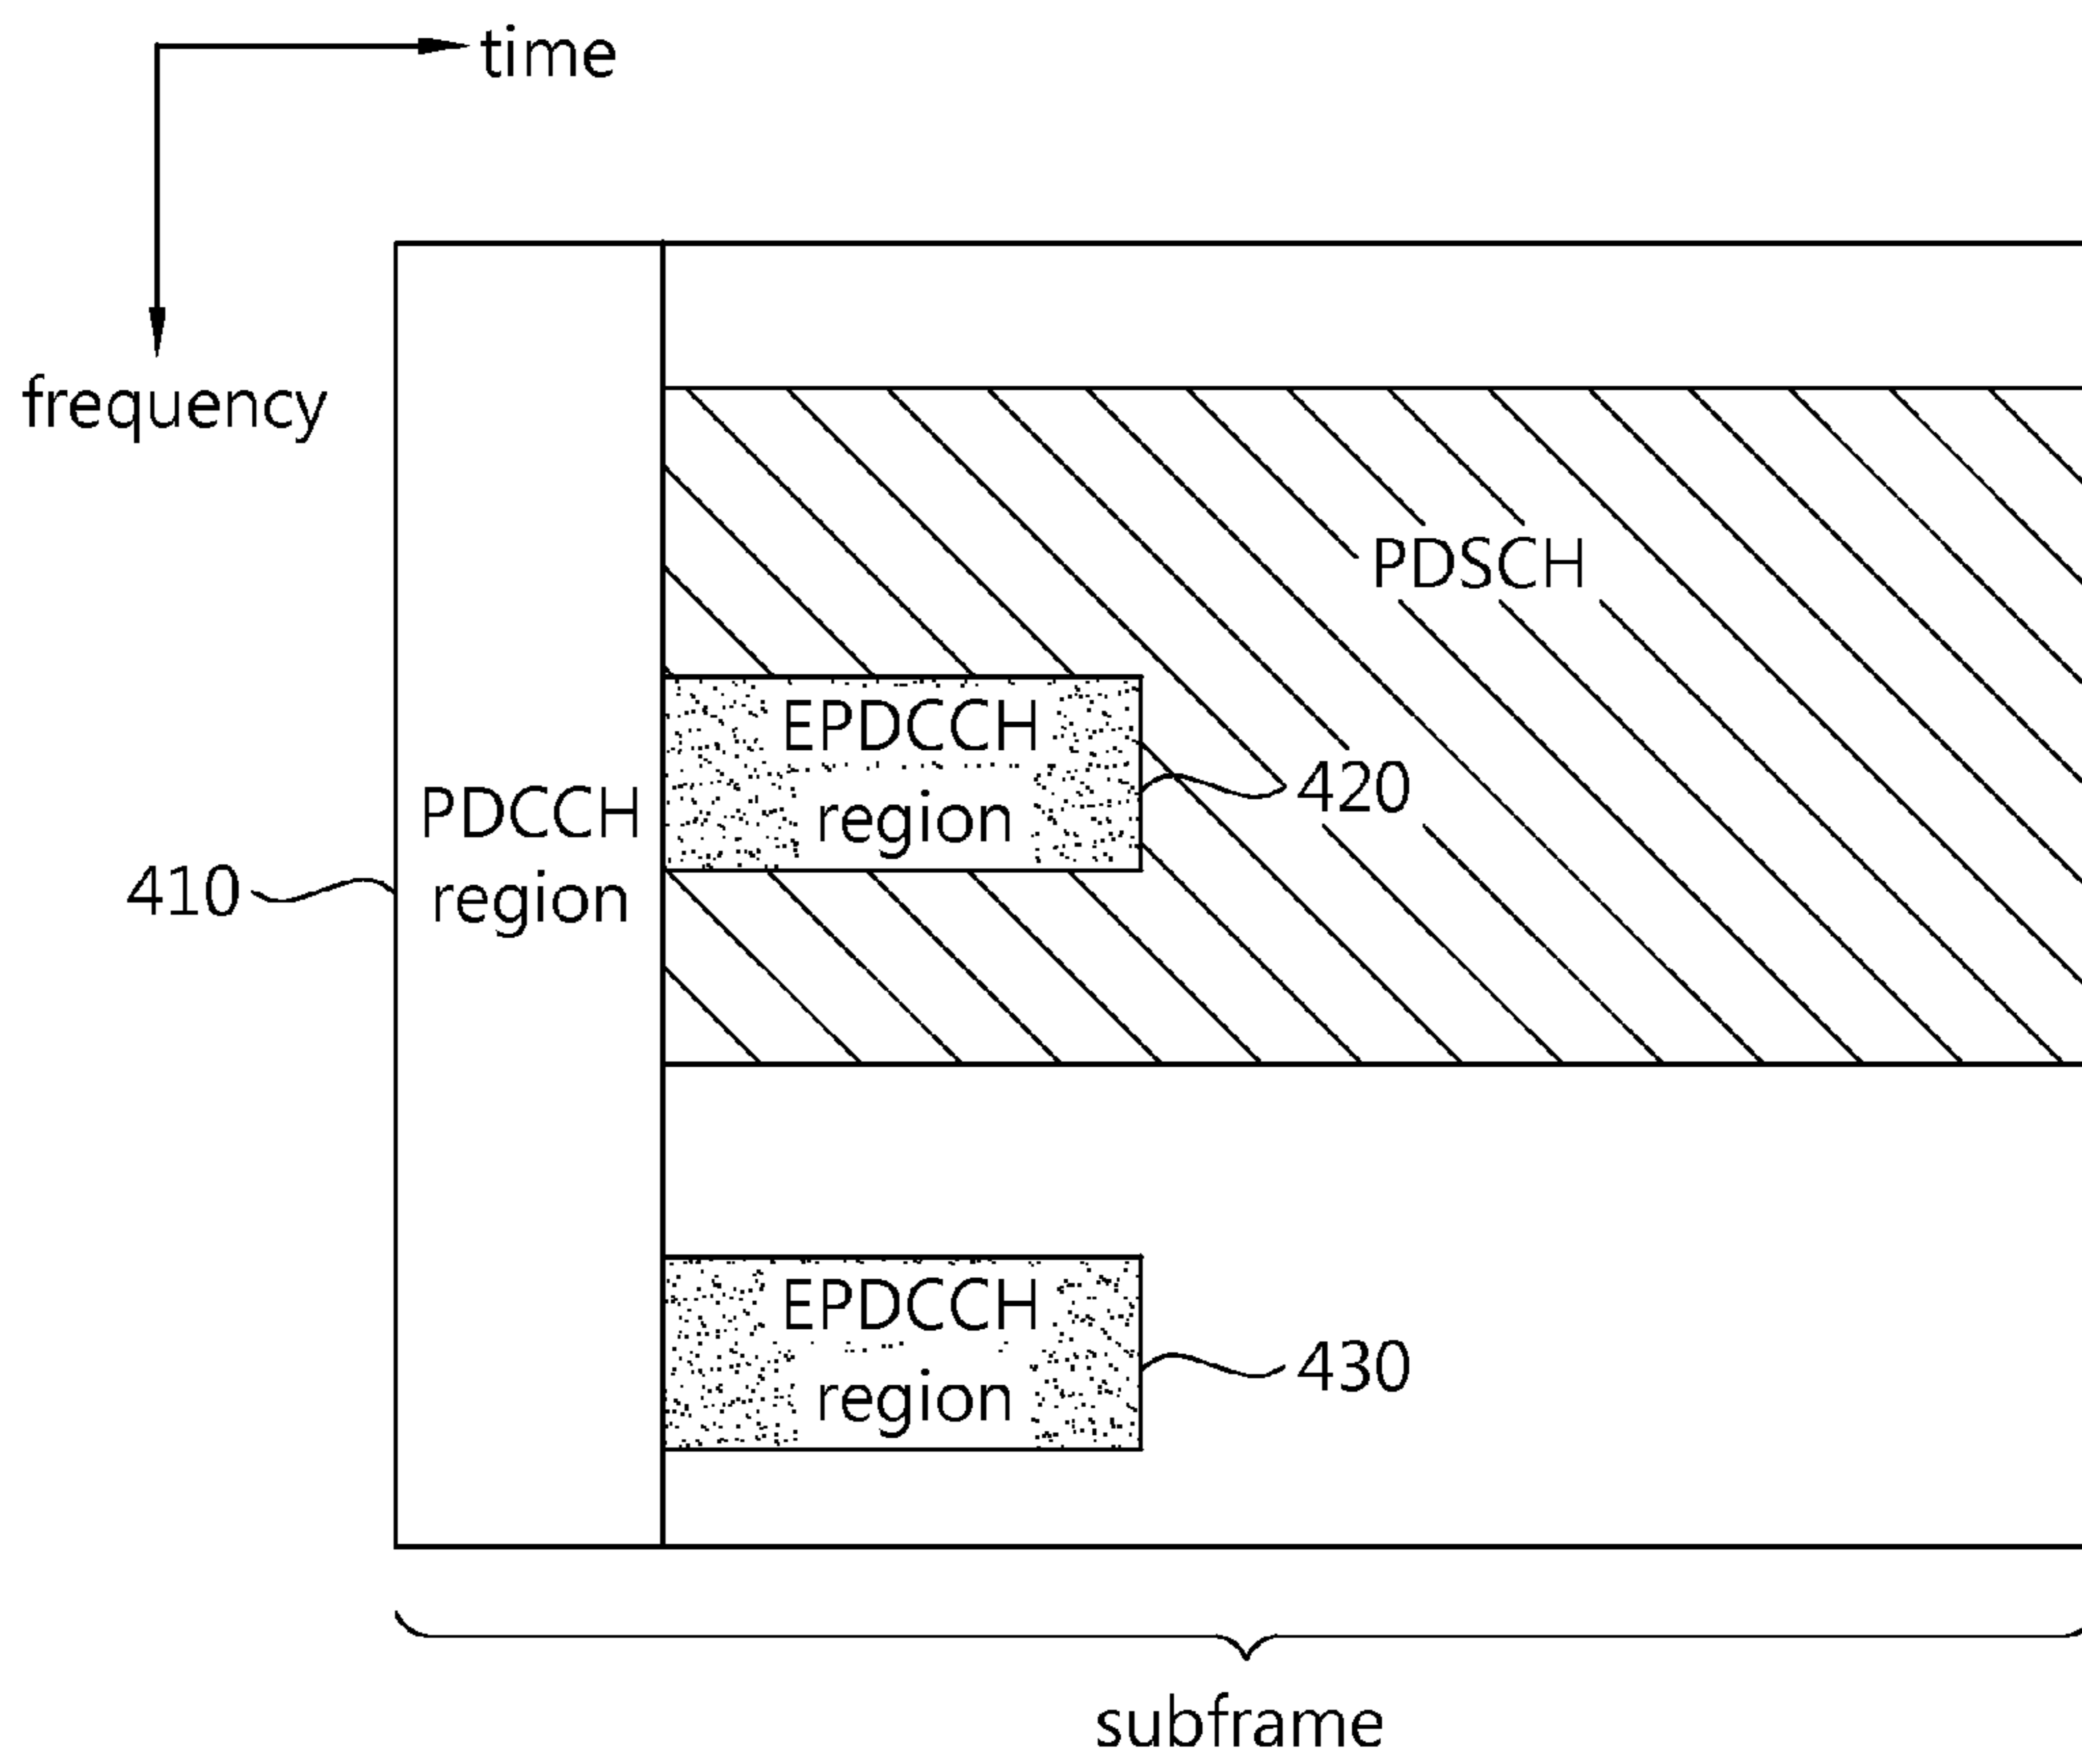 time
frequency
PDSCH
EPDCCH
region
420
PDCCH
region
410
EPDCCH
region
430
subframe